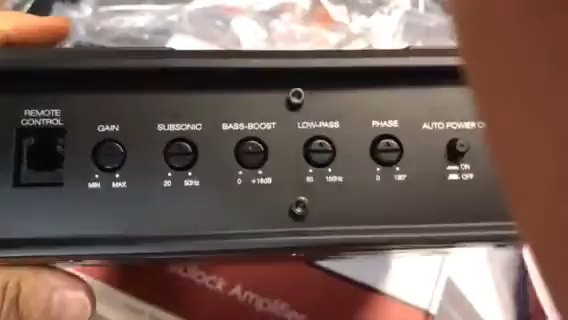 REMOTE
CONTROL
GAIN
SUBSONIC
BASS-BOOST
LOW-PASS
PHASE
AUTO POWER
MIN MAX
20 50Hz
0 +18dB
50 150Hz
0 180°
ON
OFF
Amplifier